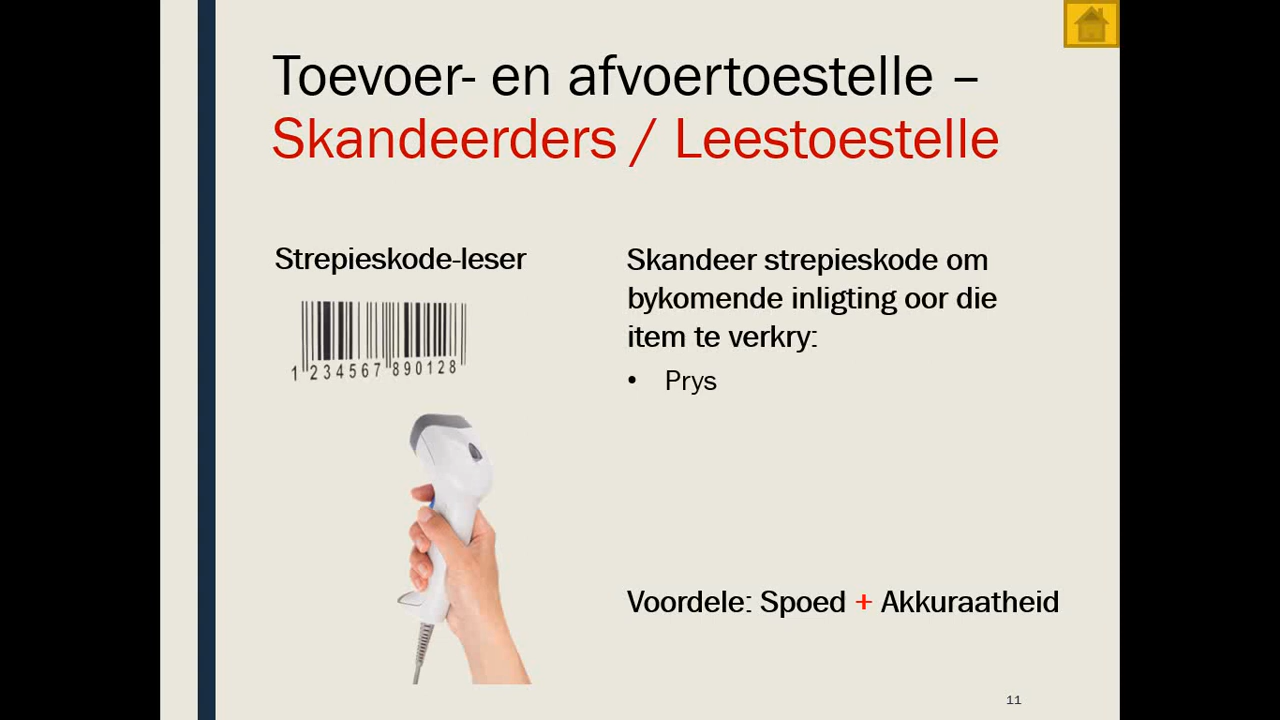 Toevoer- en afvoertoestelle –
Skandeerders / Leestoestelle
Strepieskode-leser
1 234567 890128
Skandeer strepieskode om
bykomende inligting oor die
item te verkry:
• Prys
Voordele: Spoed + Akkuraatheid
11